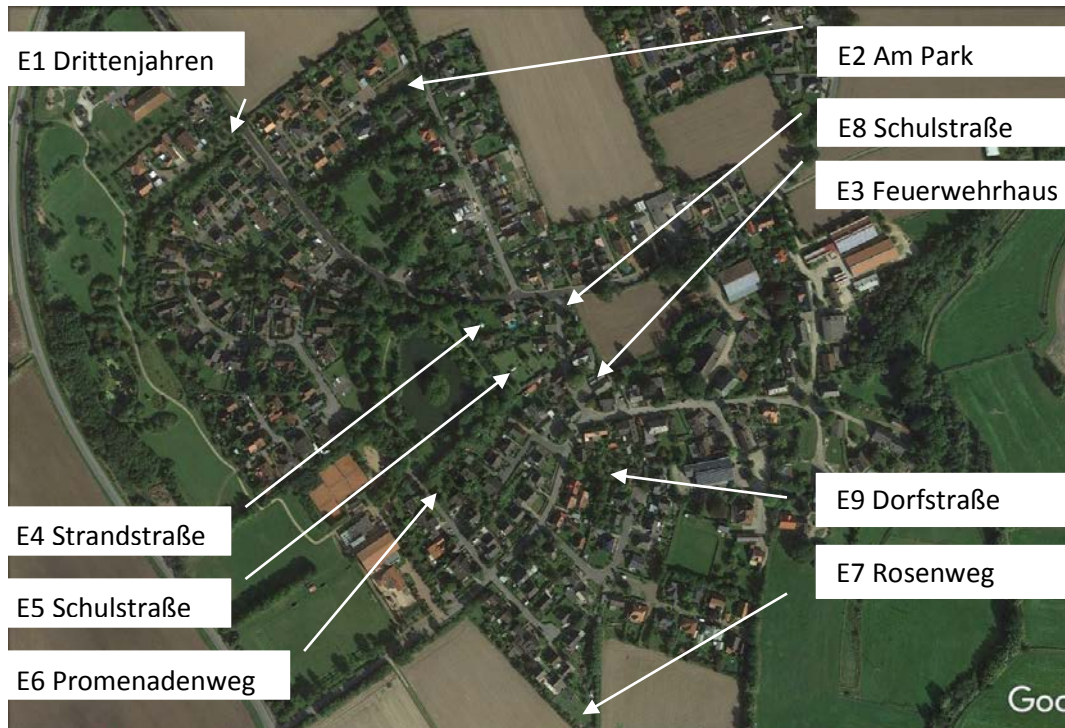 E1 Drittenjahren
E2 Am Park
E8 Schulstraße
E3 Feuerwehrhaus
E4 Strandstraße
E9 Dorfstraße
E5 Schulstraße
E7 Rosenweg
E6 Promenadenweg
Goo